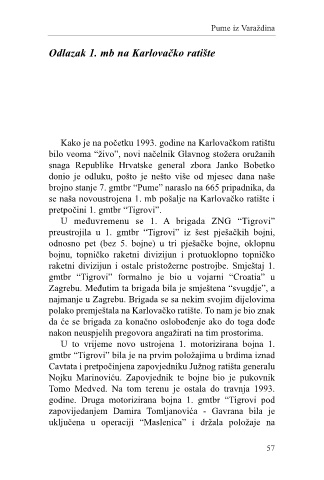 Pume iz Varaždina
Odlazak 1. mb na Karlovačko ratište
Kako je na početku 1993. godine na Karlovačkom ratištu
bilo veoma “živo”, novi načelnik Glavnog stožera oružanih
snaga Republike Hrvatske general zbora Janko Bobetko
donio je odluku, pošto je nešto više od mjesec dana naše
brojno stanje 7. gmtbr “Pume” naraslo na 665 pripadnika, da
se naša novoustrojena 1. mb pošalje na Karlovačko ratište i
pretpočini 1. gmtbr “Tigrovi”.
U međuvremenu se 1. A brigada ZNG “Tigrovi”
preustrojila u 1. gmtbr “Tigrovi” iz šest pješačkih bojni,
odnosno pet (bez 5. bojne) u tri pješačke bojne, oklopnu
bojnu, topničko raketni divizijun i protuoklopno topničko
raketni divizijun i ostale pristožerne postrojbe. Smještaj 1.
gmtbr “Tigrovi” formalno je bio u vojarni “Croatia” u
Zagrebu. Međutim ta brigada bila je smještena “svugdje”, a
najmanje u Zagrebu. Brigada se sa nekim svojim dijelovima
polako premještala na Karlovačko ratište. To nam je bio znak
da će se brigada za konačno oslobođenje ako do toga dođe
nakon neuspjelih pregovora angažirati na tim prostorima.
U to vrijeme novo ustrojena 1. motorizirana bojna 1.
gmtbr “Tigrovi” bila je na prvim položajima u brdima iznad
Cavtata i pretpočinjena zapovjedniku Južnog ratišta generalu
Nojku Marinoviću. Zapovjednik te bojne bio je pukovnik
Tomo Medved. Na tom terenu je ostala do travnja 1993.
godine. Druga motorizirana bojna 1. gmtbr “Tigrovi pod
zapovijedanjem Damira Tomljanovića - Gavrana bila je
uključena u operaciji “Maslenica” i držala položaje na
57